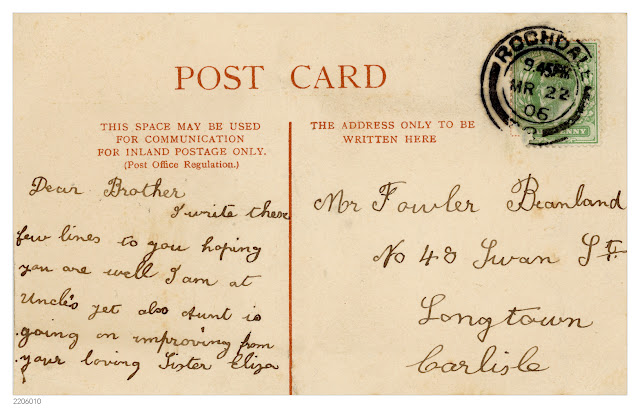 POST CARD
THIS SPACE MAY BE USED
FOR COMMUNICATION
FOR INLAND POSTAGE ONLY.
(Post Office Regulation.)
THE ADDRESS ONLY TO BE
WRITTEN HERE
ROCHDALE
9 45PM
MR 22
06
PENNY
Dear Brother
I write these
few lines to you hoping
you are well I am at
Uncle's yet also Aunt is
going on improving from
your loving Sister Eliza
Mr Fowler Beanland
No 48 Swan St
Longtown
Carlisle
2206010